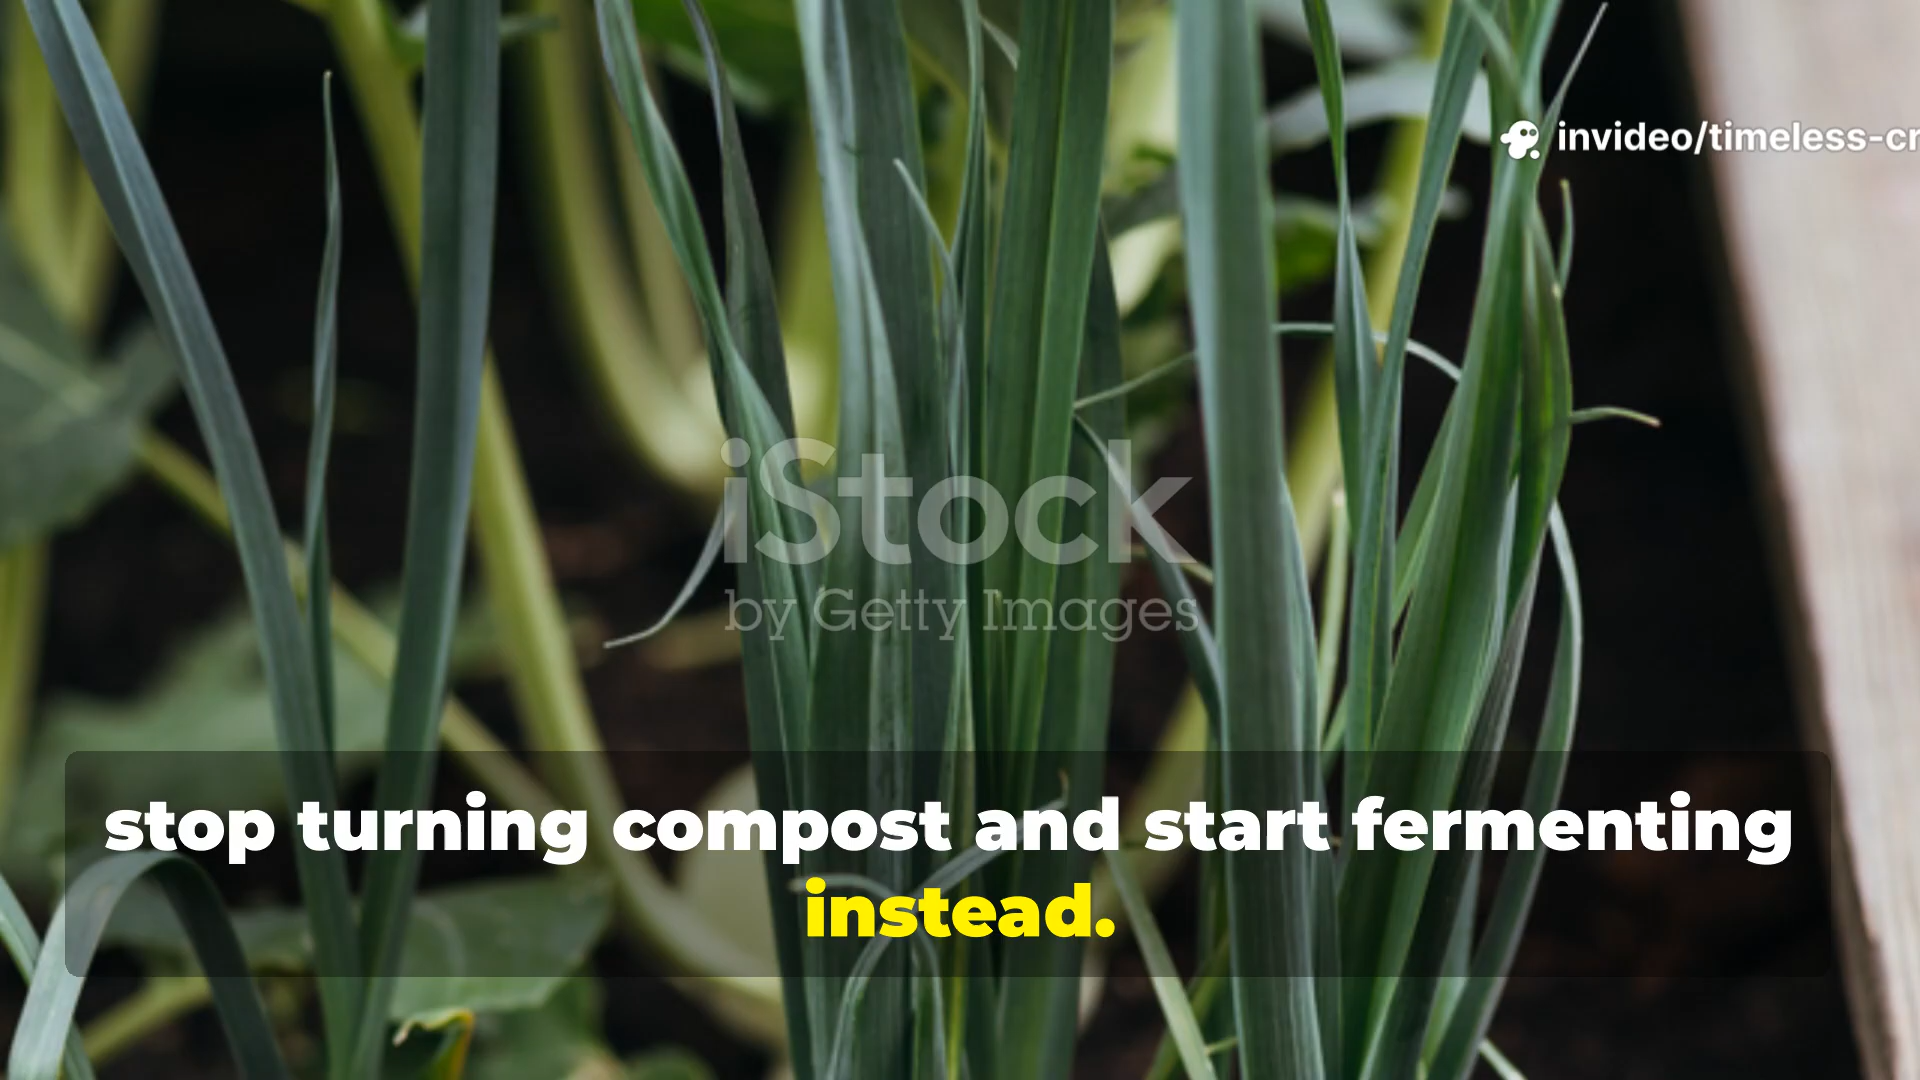 invideo/timeless-cr
iStock
by Getty Images
stop turning compost and start fermenting
instead.